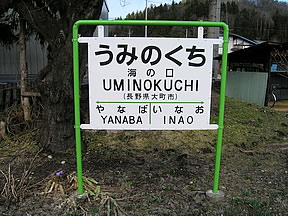 うみのくち
海の口
UMINOKUCHI
(長野県大町市)
やなば いなお
YANABA INAO